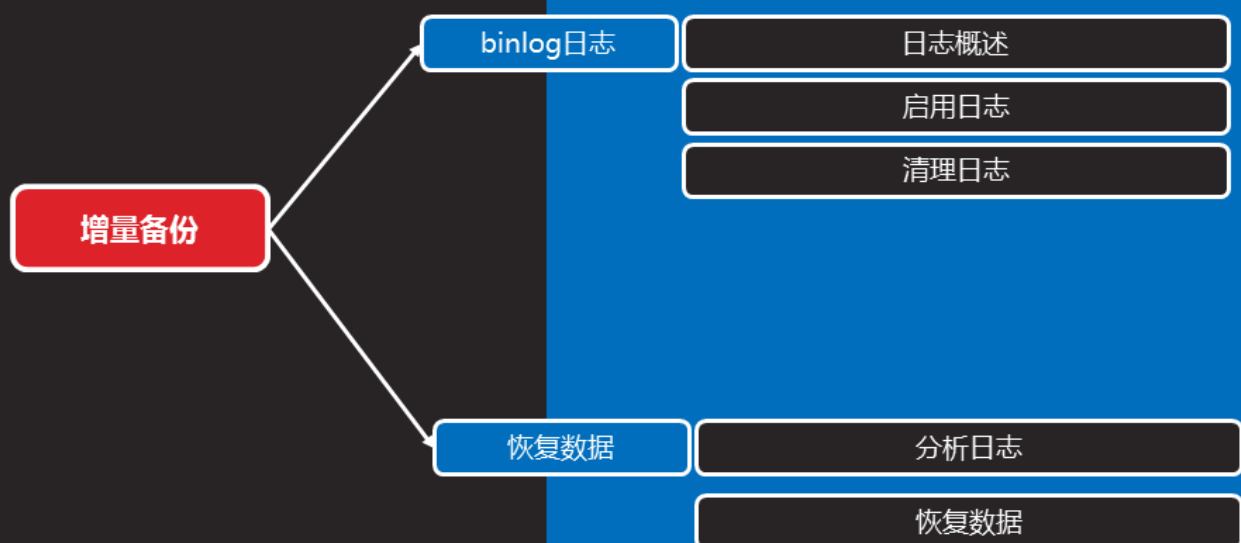 binlog日志
日志概述
启用日志
清理日志
增量备份
恢复数据
分析日志
恢复数据